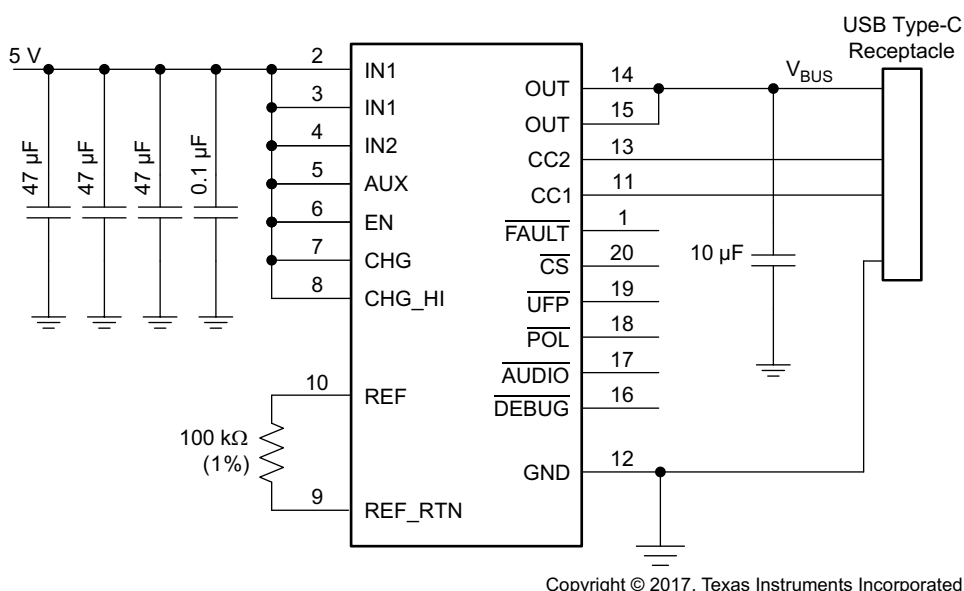 USB Type-C
Receptacle
5 V
47 µF
47 µF
47 µF
0.1 µF
2
IN1
3
IN1
4
IN2
5
AUX
6
EN
7
CHG
8
CHG_HI
10
REF
100 kΩ
(1%)
9
REF_RTN
OUT
14
VBUS
OUT
15
CC2
13
CC1
11
FAULT
1
CS
20
UFP
19
POL
18
AUDIO
17
DEBUG
16
GND
12
10 µF
Copyright © 2017, Texas Instruments Incorporated